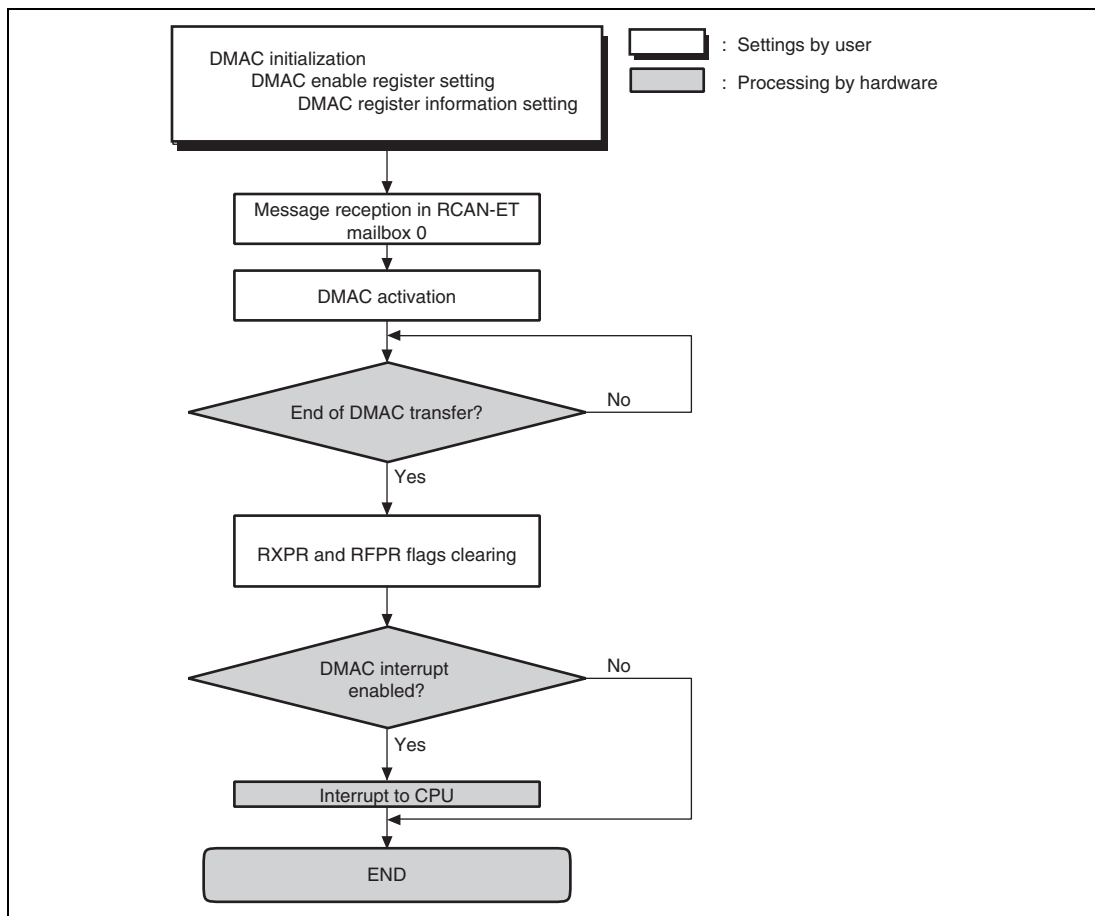 DMAC initialization
DMAC enable register setting
DMAC register information setting
: Settings by user
: Processing by hardware
Message reception in RCAN-ET
mailbox 0
DMAC activation
End of DMAC transfer?
No
Yes
RXPR and RFPR flags clearing
DMAC interrupt
enabled?
No
Yes
Interrupt to CPU
END